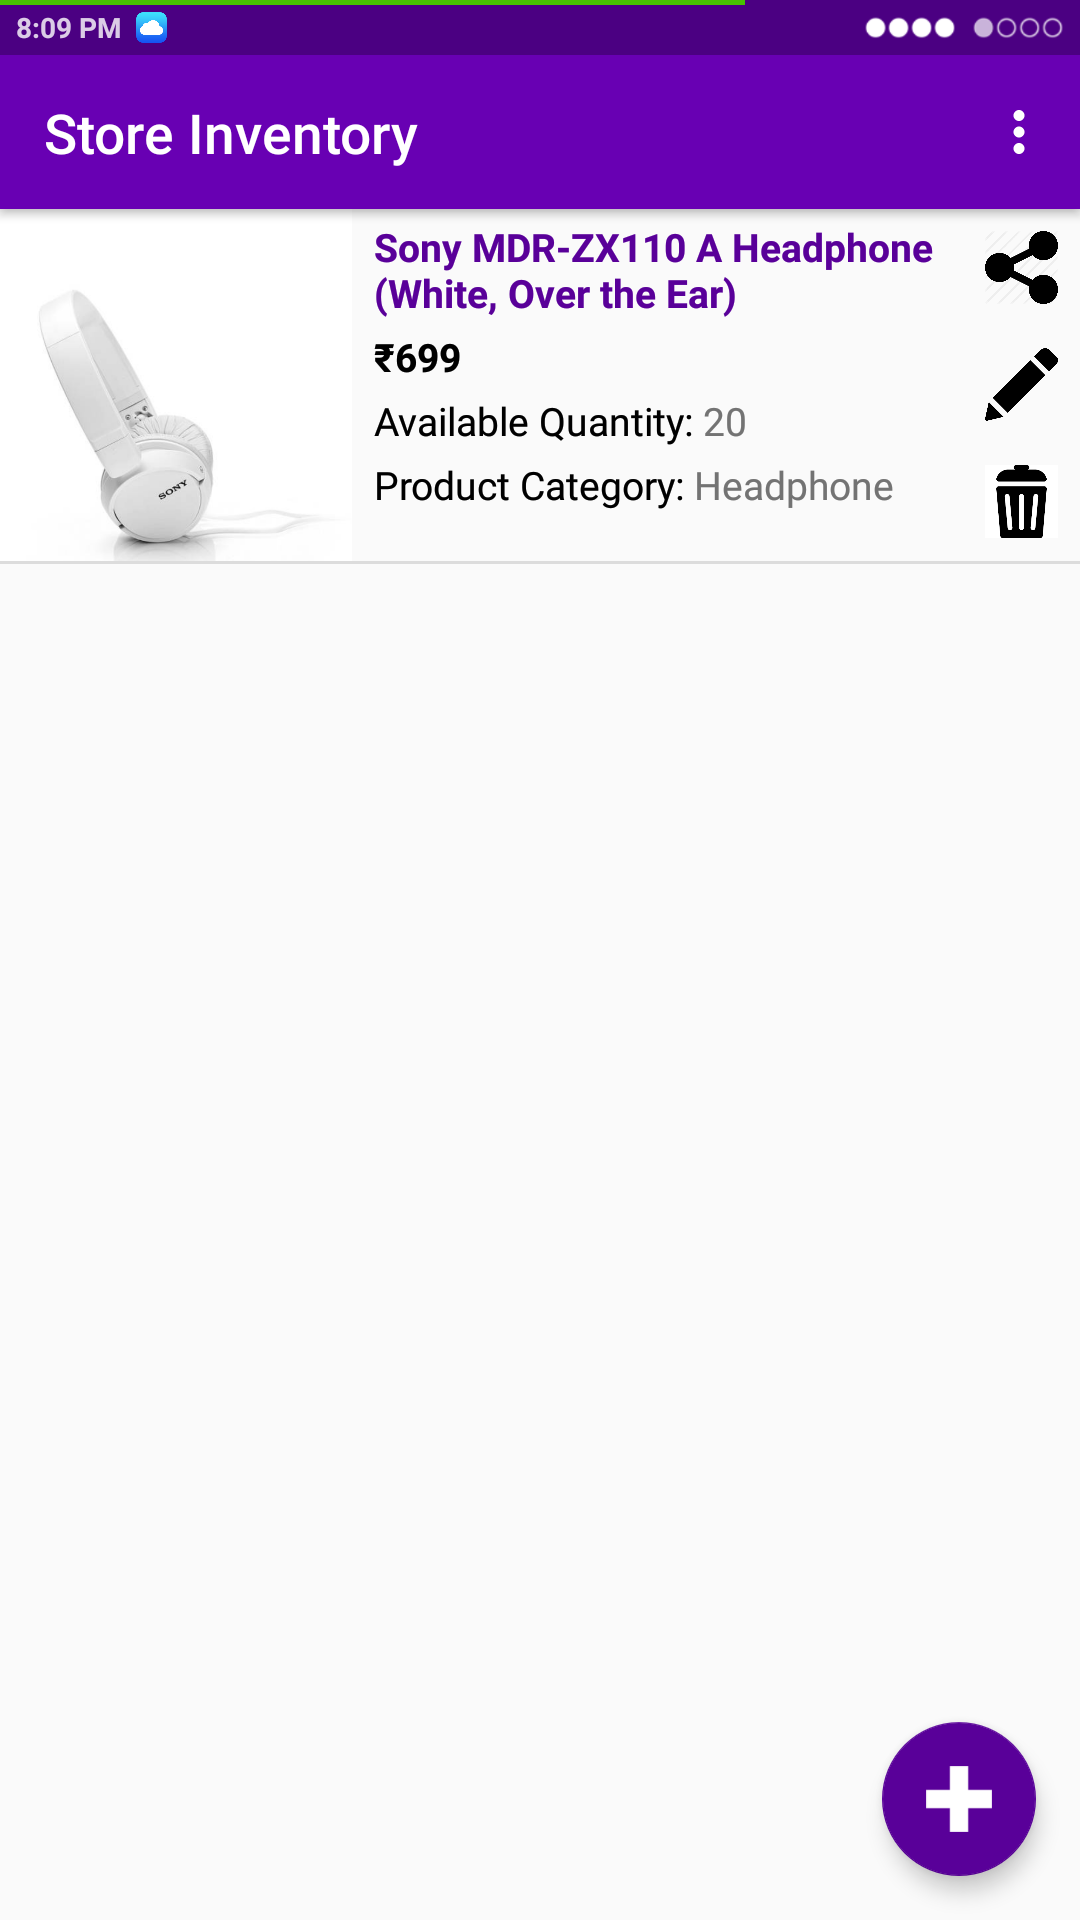 8:09 PM
Store Inventory
Sony MDR-ZX110 A Headphone
(White, Over the Ear)
₹699
Available Quantity: 20
Product Category: Headphone
SONY